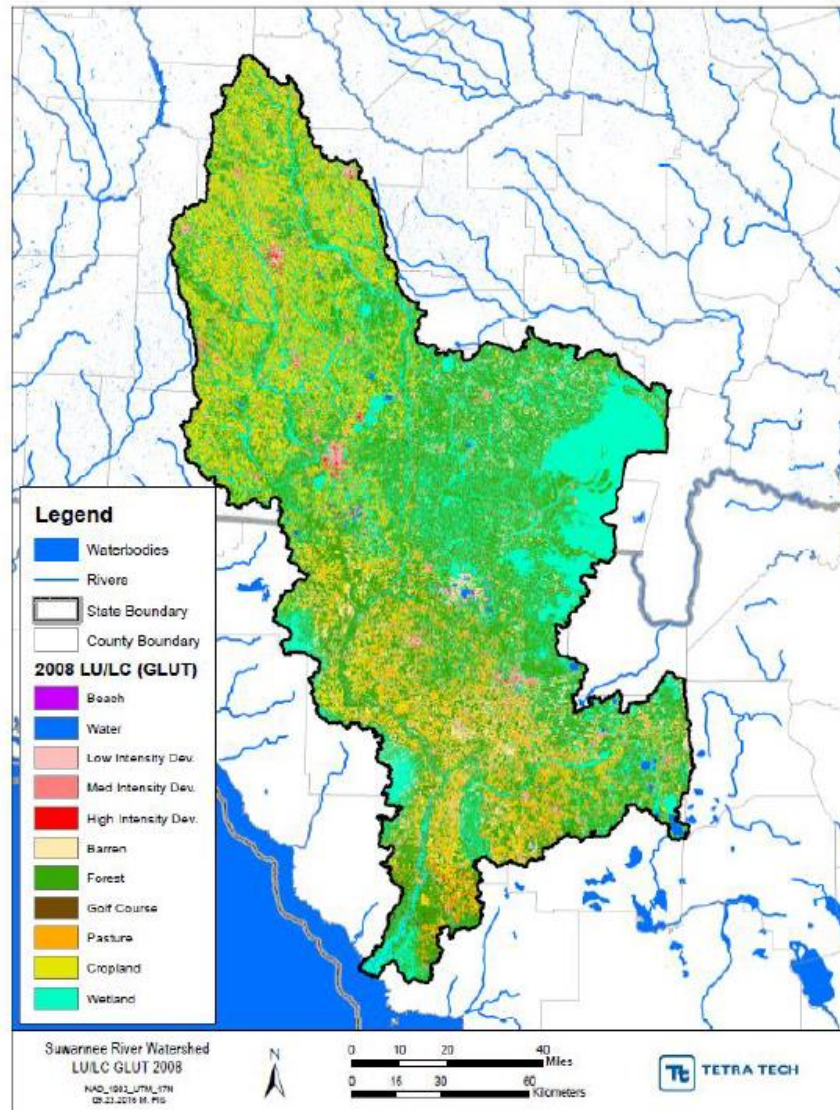 Legend
Waterbodies
Rivers
State Boundary
County Boundary
2008 LU/LC (GLUT)
Beach
Water
Low Intensity Dev.
Med Intensity Dev.
High Intensity Dev.
Barren
Forest
Golf Course
Pasture
Cropland
Wetland
Suwannee River Watershed
LU/LC GLUT 2008
NAD_1983_UTM_17N
N
0 10 20 40
Miles
0 15 30 60
Kilometers
Tt TETRA TECH